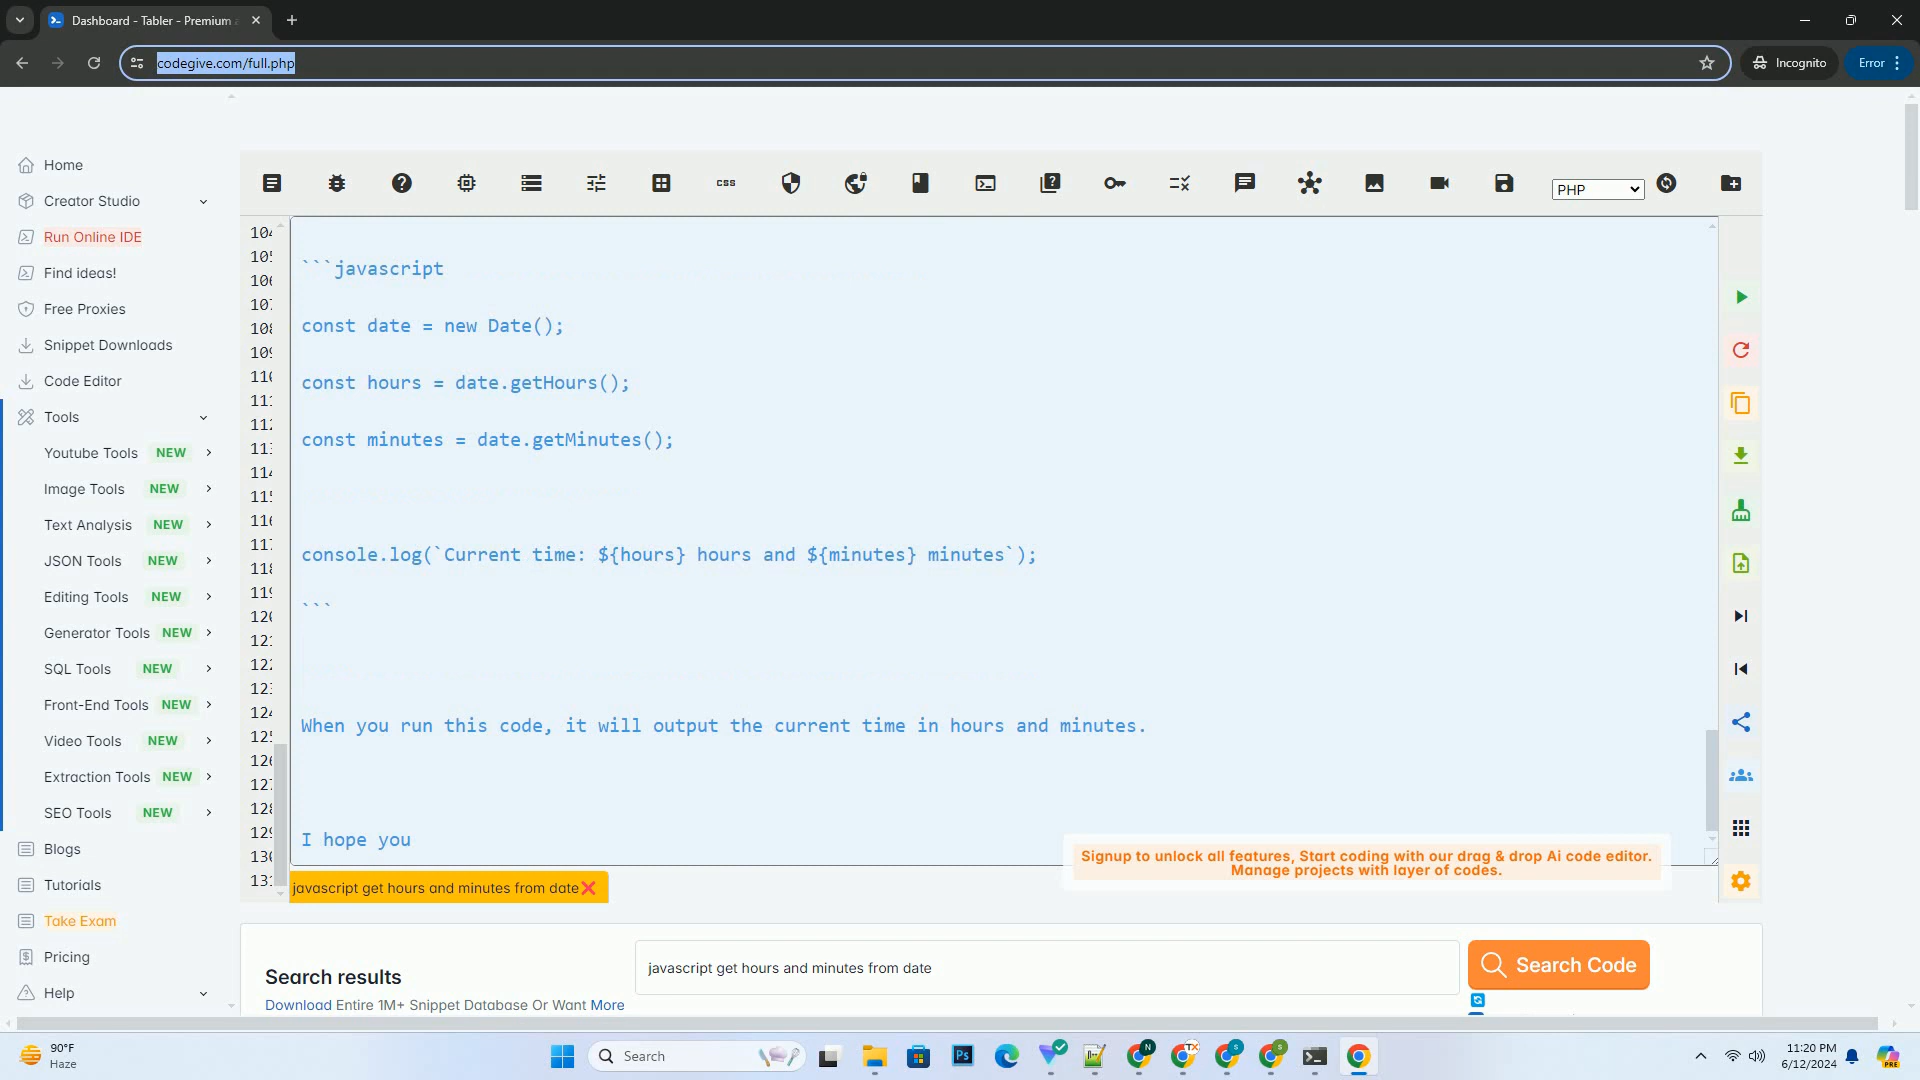 Dashboard - Tabler - Premium
codegive.com/full.php
Incognito
Error
Home
Creator Studio
Run Online IDE
Find ideas!
Free Proxies
Snippet Downloads
Code Editor
Tools
Youtube Tools NEW
Image Tools NEW
Text Analysis NEW
JSON Tools NEW
Editing Tools NEW
Generator Tools NEW
SQL Tools NEW
Front-End Tools NEW
Video Tools NEW
Extraction Tools NEW
SEO Tools NEW
Blogs
Tutorials
Take Exam
Pricing
Help
css
PHP
```javascript
const date = new Date();
const hours = date.getHours();
const minutes = date.getMinutes();
console.log(`Current time: ${hours} hours and ${minutes} minutes`);
```
When you run this code, it will output the current time in hours and minutes.
I hope you
Signup to unlock all features, Start coding with our drag & drop Ai code editor.
Manage projects with layer of codes.
javascript get hours and minutes from date
Search results
javascript get hours and minutes from date
Search Code
Download Entire 1M+ Snippet Database Or Want More
90°F
Haze
Search
11:20 PM
6/12/2024